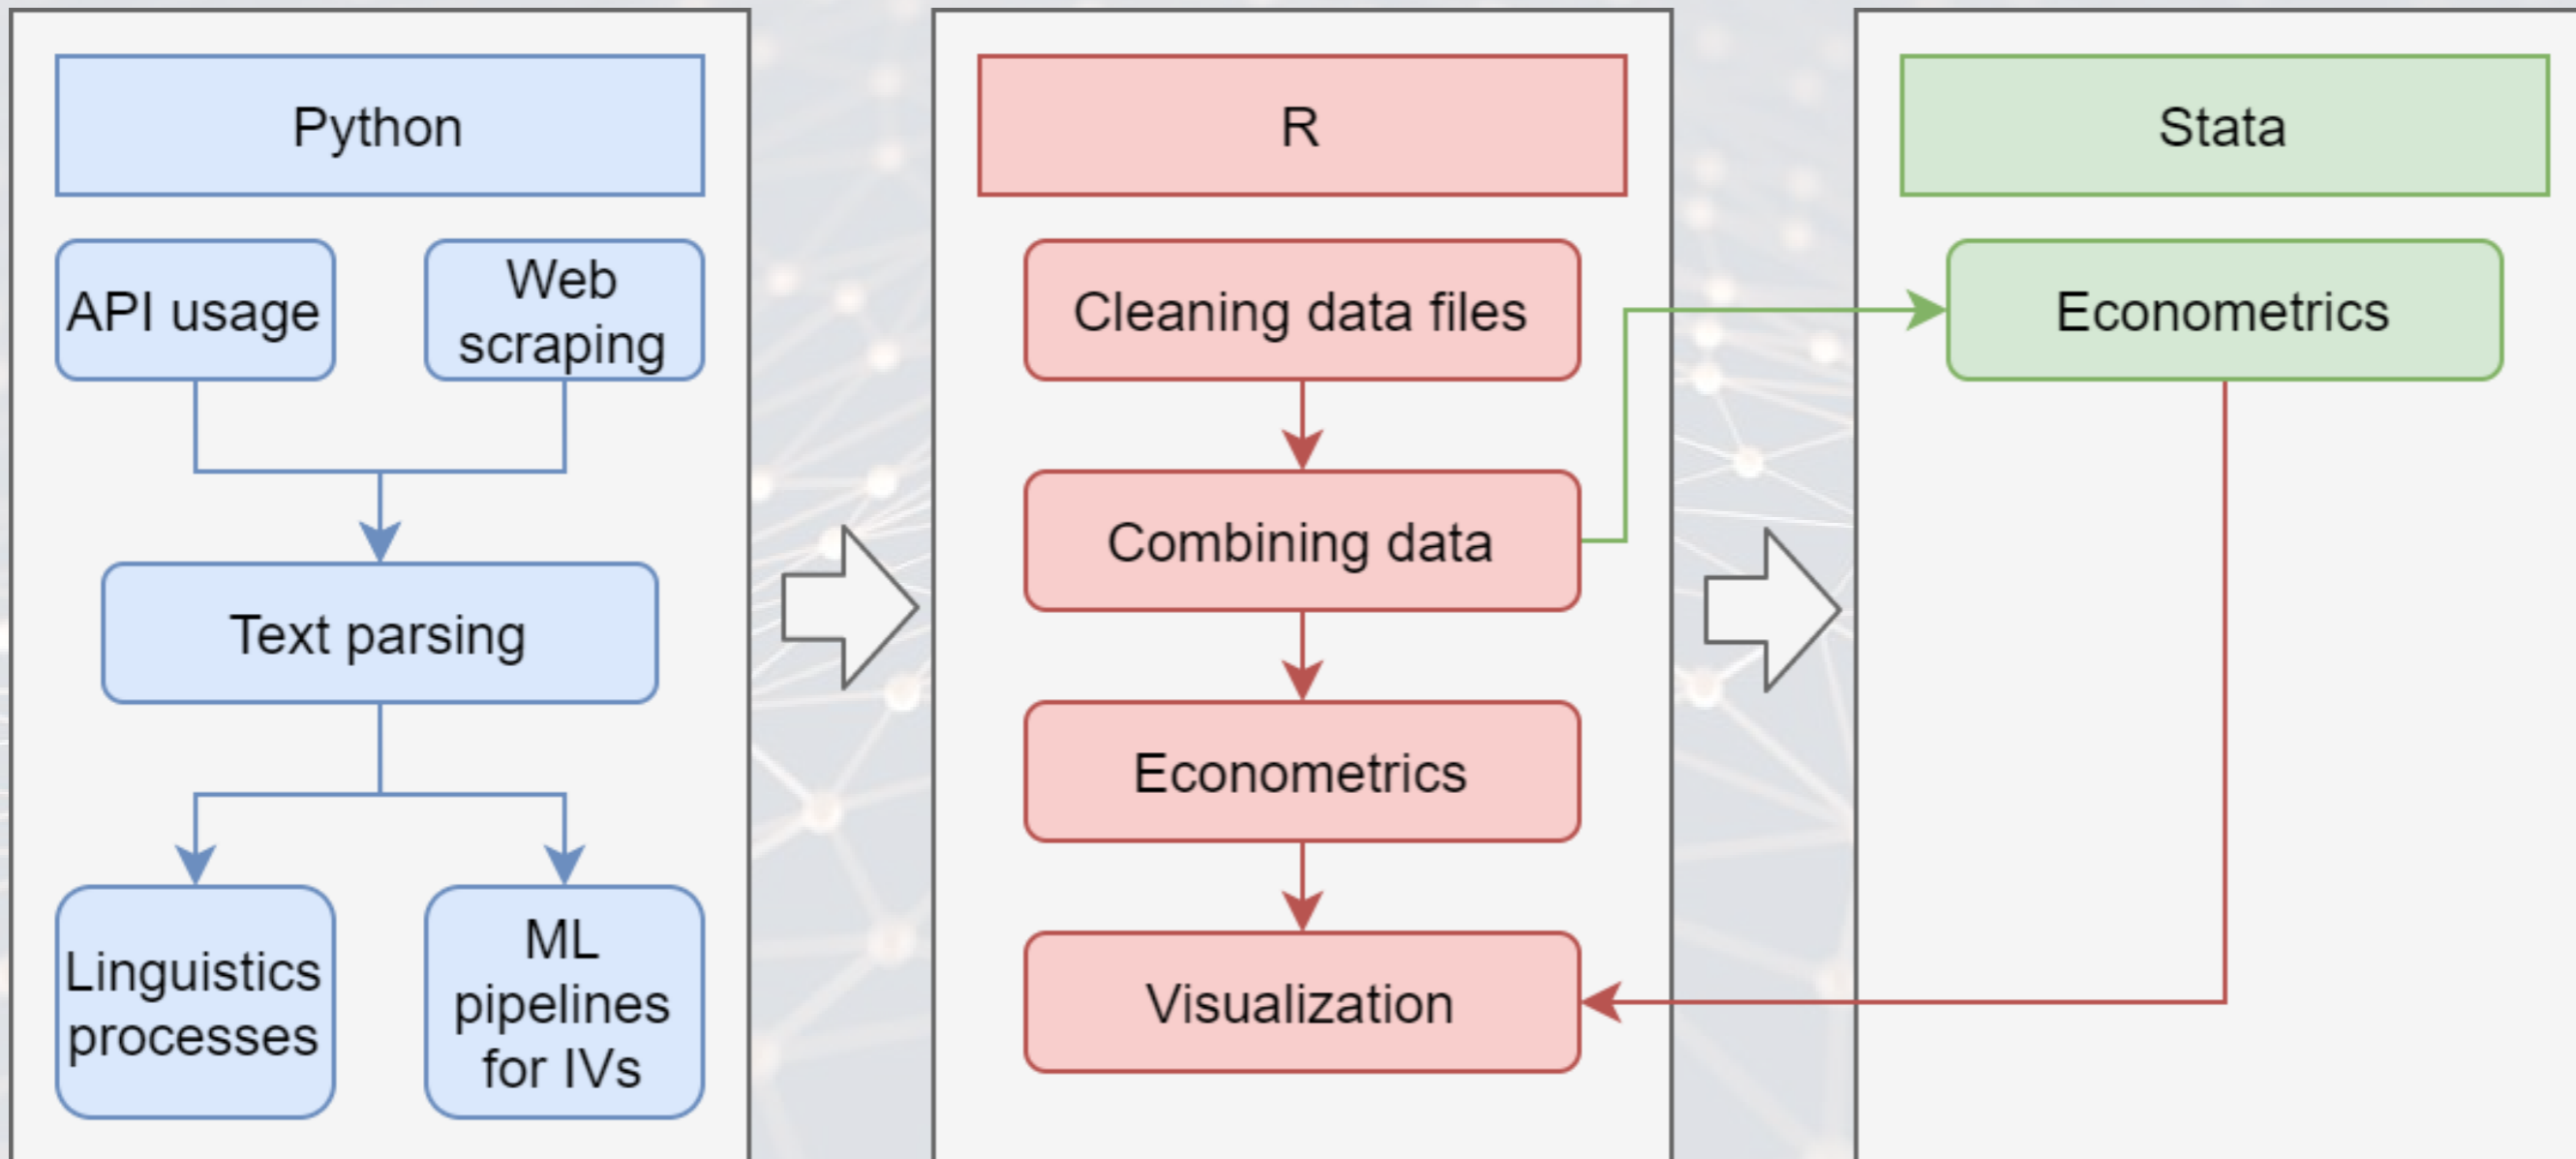 Python
API usage
Web
scraping
Text parsing
Linguistics
processes
ML
pipelines
for IVs
R
Cleaning data files
Combining data
Econometrics
Visualization
Stata
Econometrics